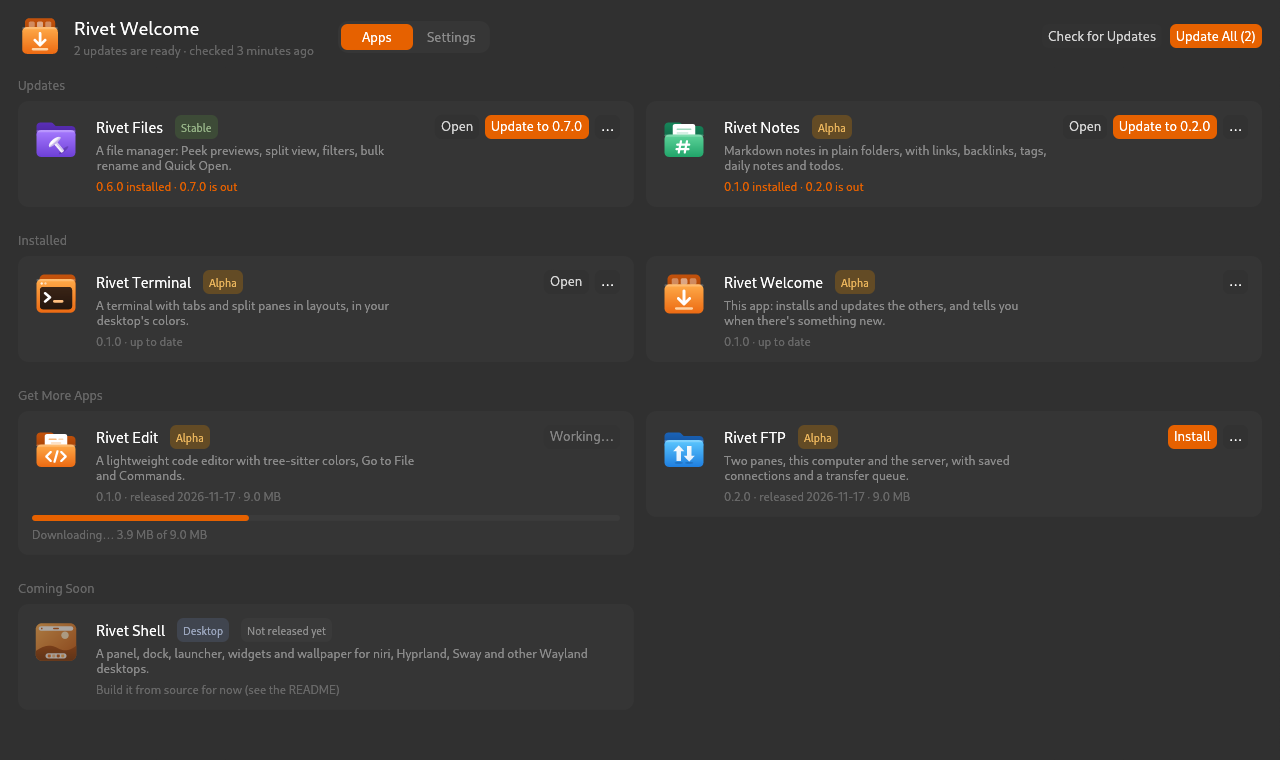 Rivet Welcome
2 updates are ready · checked 3 minutes ago
Apps
Settings
Check for Updates
Update All (2)
Updates
Rivet Files
Stable
Open
Update to 0.7.0
...
A file manager: Peek previews, split view, filters, bulk
rename and Quick Open.
0.6.0 installed · 0.7.0 is out
Rivet Notes
Alpha
Open
Update to 0.2.0
...
Markdown notes in plain folders, with links, backlinks, tags,
daily notes and todos.
0.1.0 installed · 0.2.0 is out
Installed
Rivet Terminal
Alpha
Open
...
A terminal with tabs and split panes in layouts, in your
desktop's colors.
0.1.0 · up to date
Rivet Welcome
Alpha
...
This app: installs and updates the others, and tells you
when there's something new.
0.1.0 · up to date
Get More Apps
Rivet Edit
Alpha
Working...
A lightweight code editor with tree-sitter colors, Go to File
and Commands.
0.1.0 · released 2026-11-17 · 9.0 MB
Downloading... 3.9 MB of 9.0 MB
Rivet FTP
Alpha
Install
...
Two panes, this computer and the server, with saved
connections and a transfer queue.
0.2.0 · released 2026-11-17 · 9.0 MB
Coming Soon
Rivet Shell
Desktop
Not released yet
A panel, dock, launcher, widgets and wallpaper for niri, Hyprland, Sway and other Wayland
desktops.
Build it from source for now (see the README)